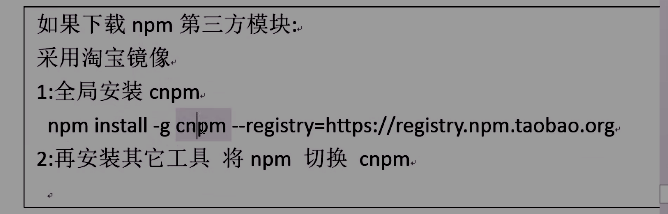 如果下载 npm 第三方模块:
采用淘宝镜像
1:全局安装 cnpm
npm install -g cnpm --registry=https://registry.npm.taobao.org
2:再安装其它工具 将 npm 切换 cnpm